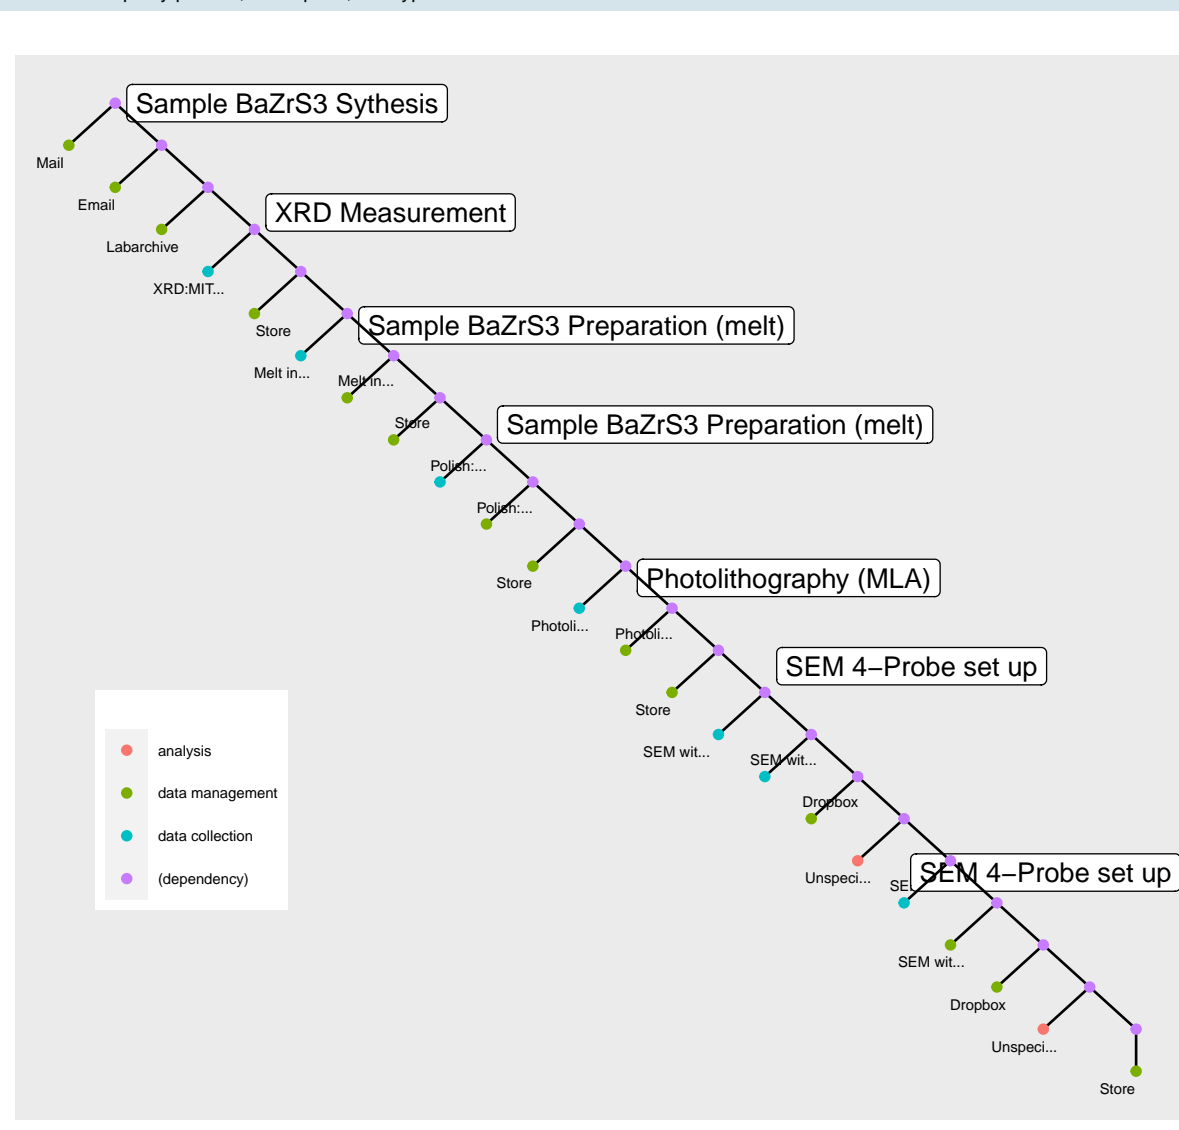 Sample BaZrS3 Sythesis
Mail
Email
XRD Measurement
Labarchive
XRD:MIT...
Sample BaZrS3 Preparation (melt)
Store
Melt in...
Melt in...
Store
Sample BaZrS3 Preparation (melt)
Polish:...
Polish:...
Store
Photolithography (MLA)
Photoli...
Photoli...
SEM 4–Probe set up
Store
SEM wit...
SEM wit...
analysis
data management
Dropbox
data collection
(dependency)
Unspeci...
SEM 4–Probe set up
SEM wit...
Dropbox
Unspeci...
Store